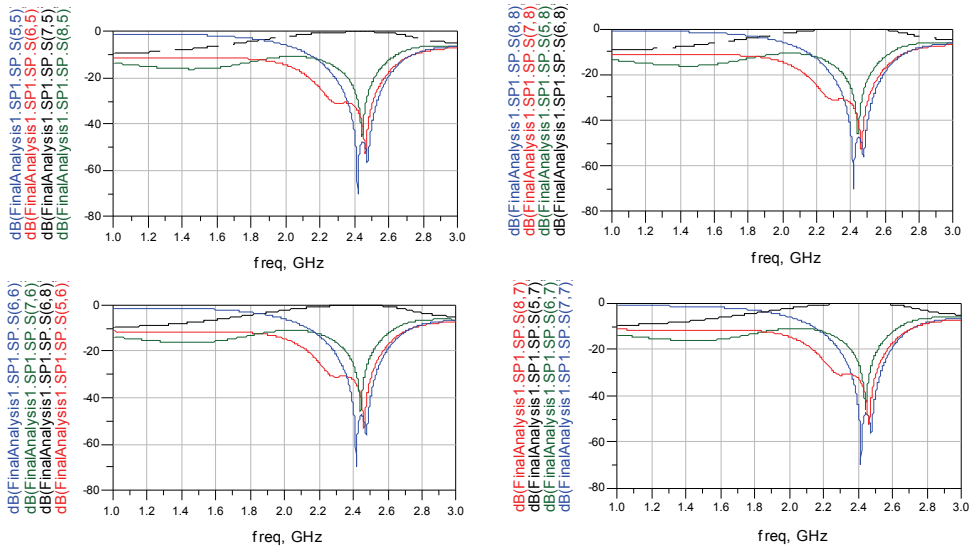 dB(FinalAnalysis1.SP1.SP.S(5,5)
dB(FinalAnalysis1.SP1.SP.S(6,5)
dB(FinalAnalysis1.SP1.SP.S(7,5)
dB(FinalAnalysis1.SP1.SP.S(8,5)
0
-20
-40
-60
-80
1.0 1.2 1.4 1.6 1.8 2.0 2.2 2.4 2.6 2.8 3.0
freq, GHz
dB(FinalAnalysis1.SP1.SP.S(8,8)
dB(FinalAnalysis1.SP1.SP.S(7,8)
dB(FinalAnalysis1.SP1.SP.S(5,8)
dB(FinalAnalysis1.SP1.SP.S(6,8)
0
-20
-40
-60
-80
1.0 1.2 1.4 1.6 1.8 2.0 2.2 2.4 2.6 2.8 3.0
freq, GHz
dB(FinalAnalysis1.SP1.SP.S(6,6)
dB(FinalAnalysis1.SP1.SP.S(7,6)
dB(FinalAnalysis1.SP1.SP.S(6,8)
dB(FinalAnalysis1.SP1.SP.S(5,6)
0
-20
-40
-60
-80
1.0 1.2 1.4 1.6 1.8 2.0 2.2 2.4 2.6 2.8 3.0
freq, GHz
dB(FinalAnalysis1.SP1.SP.S(8,7)
dB(FinalAnalysis1.SP1.SP.S(5,7)
dB(FinalAnalysis1.SP1.SP.S(6,7)
dB(FinalAnalysis1.SP1.SP.S(7,7)
0
-20
-40
-60
-80
1.0 1.2 1.4 1.6 1.8 2.0 2.2 2.4 2.6 2.8 3.0
freq, GHz